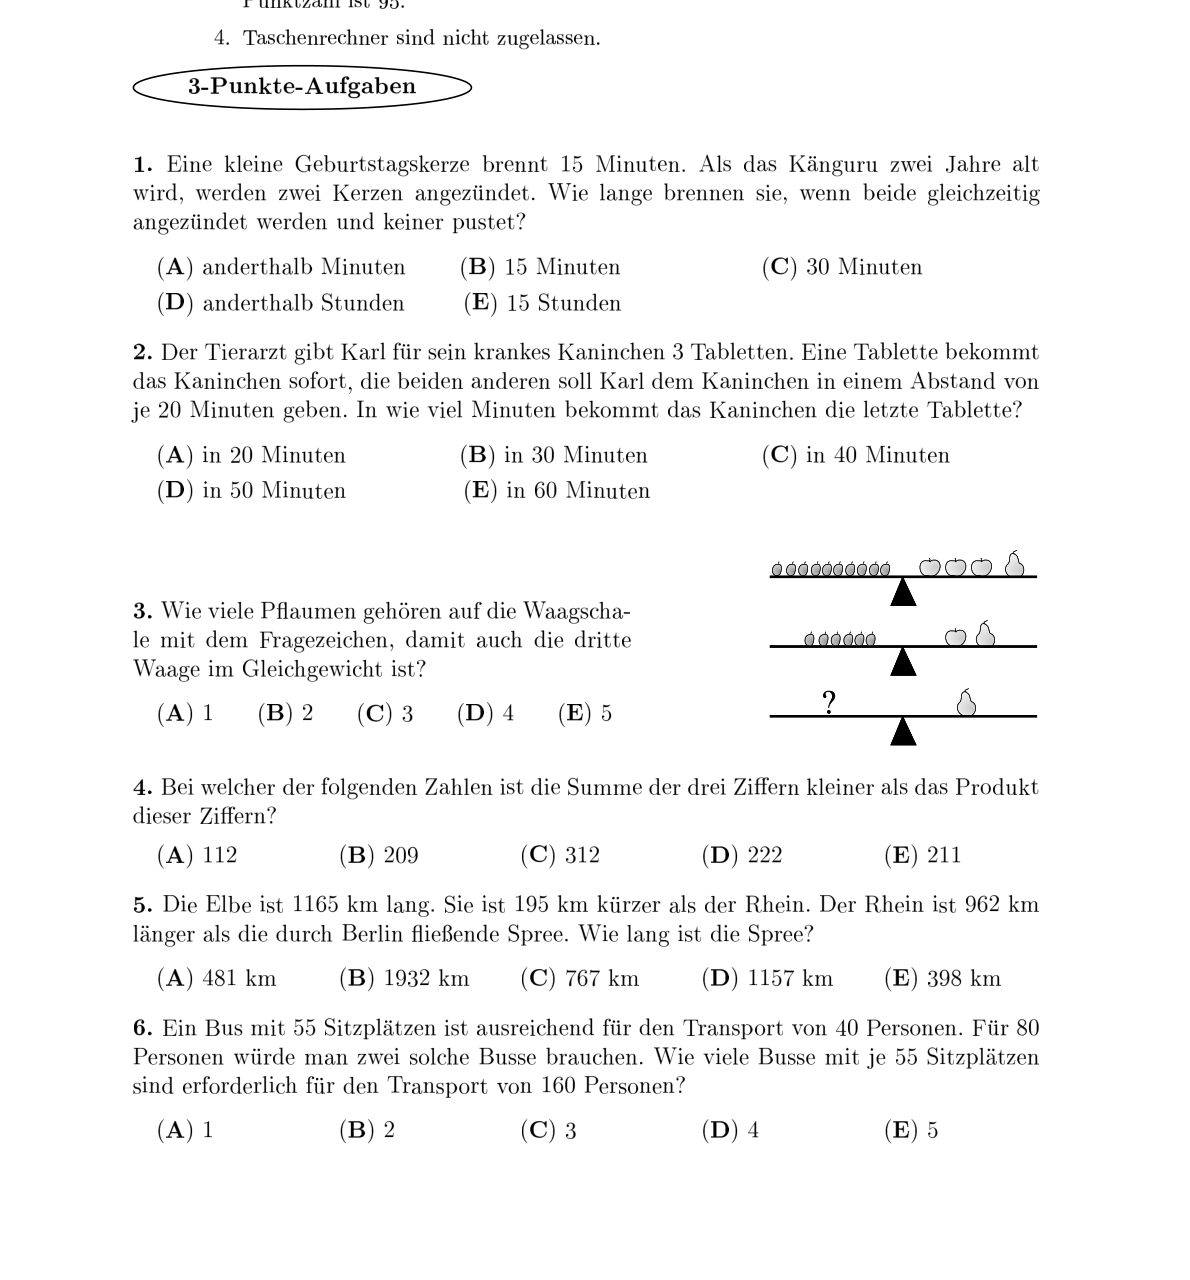 Punktzahl ist 95.
4. Taschenrechner sind nicht zugelassen.
3-Punkte-Aufgaben
1. Eine kleine Geburtstagskerze brennt 15 Minuten. Als das Känguru zwei Jahre alt
wird, werden zwei Kerzen angezündet. Wie lange brennen sie, wenn beide gleichzeitig
angezündet werden und keiner pustet?
(A) anderthalb Minuten (B) 15 Minuten (C) 30 Minuten
(D) anderthalb Stunden (E) 15 Stunden
2. Der Tierarzt gibt Karl für sein krankes Kaninchen 3 Tabletten. Eine Tablette bekommt
das Kaninchen sofort, die beiden anderen soll Karl dem Kaninchen in einem Abstand von
je 20 Minuten geben. In wie viel Minuten bekommt das Kaninchen die letzte Tablette?
(A) in 20 Minuten (B) in 30 Minuten (C) in 40 Minuten
(D) in 50 Minuten (E) in 60 Minuten
3. Wie viele Pflaumen gehören auf die Waagscha-
le mit dem Fragezeichen, damit auch die dritte
Waage im Gleichgewicht ist?
(A) 1 (B) 2 (C) 3 (D) 4 (E) 5
?
4. Bei welcher der folgenden Zahlen ist die Summe der drei Ziffern kleiner als das Produkt
dieser Ziffern?
(A) 112 (B) 209 (C) 312 (D) 222 (E) 211
5. Die Elbe ist 1165 km lang. Sie ist 195 km kürzer als der Rhein. Der Rhein ist 962 km
länger als die durch Berlin fließende Spree. Wie lang ist die Spree?
(A) 481 km (B) 1932 km (C) 767 km (D) 1157 km (E) 398 km
6. Ein Bus mit 55 Sitzplätzen ist ausreichend für den Transport von 40 Personen. Für 80
Personen würde man zwei solche Busse brauchen. Wie viele Busse mit je 55 Sitzplätzen
sind erforderlich für den Transport von 160 Personen?
(A) 1 (B) 2 (C) 3 (D) 4 (E) 5